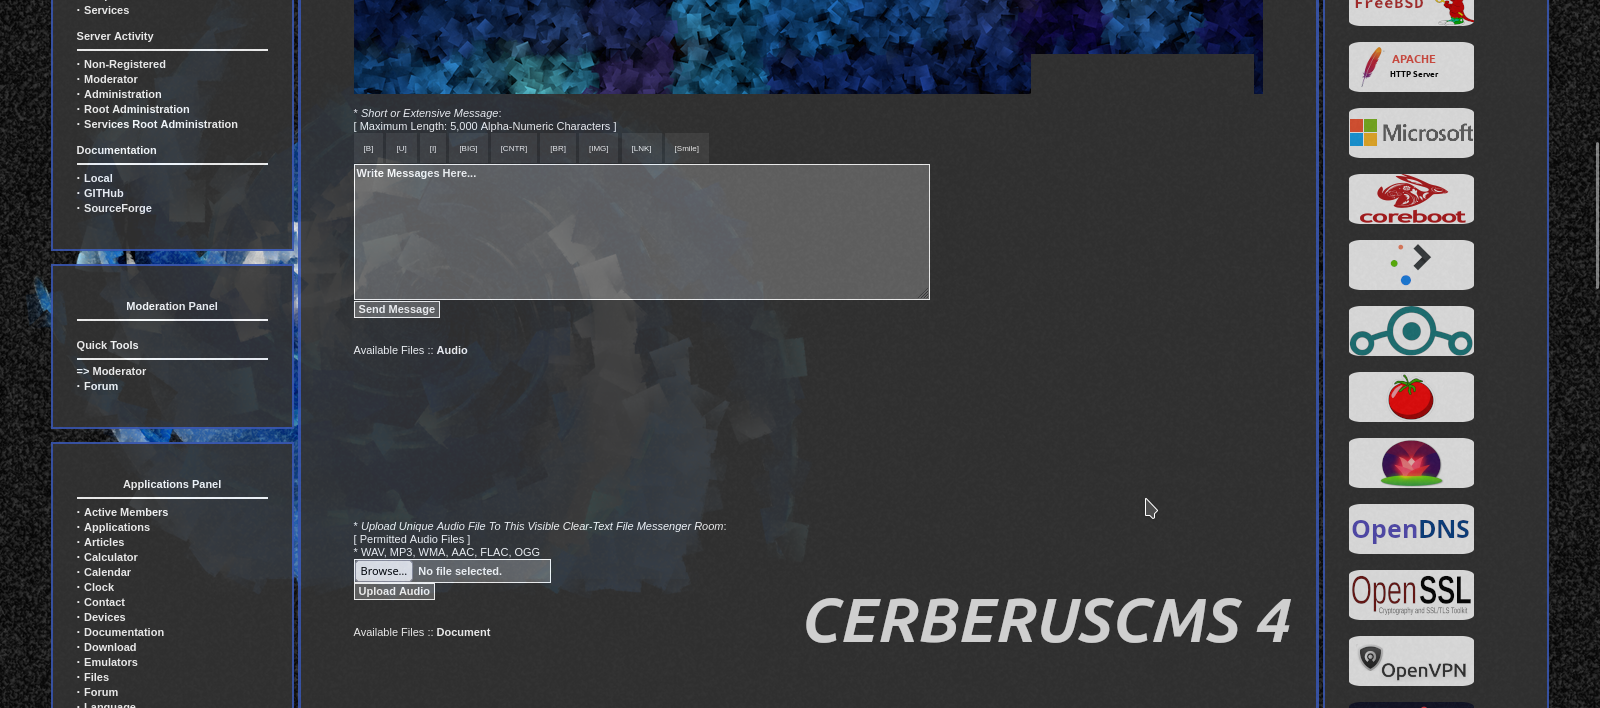 · Services
Server Activity
· Non-Registered
· Moderator
· Administration
· Root Administration
· Services Root Administration
Documentation
· Local
· GITHub
· SourceForge
Moderation Panel
Quick Tools
=> Moderator
· Forum
Applications Panel
· Active Members
· Applications
· Articles
· Calculator
· Calendar
· Clock
· Contact
· Devices
· Documentation
· Download
· Emulators
· Files
· Forum
· Language
* Short or Extensive Message:
[ Maximum Length: 5,000 Alpha-Numeric Characters ]
[B] [U] [I] [BIG] [CNTR] [BR] [IMG] [LNK] [Smile]
Write Messages Here...
Send Message
Available Files :: Audio
* Upload Unique Audio File To This Visible Clear-Text File Messenger Room:
[ Permitted Audio Files ]
* WAV, MP3, WMA, AAC, FLAC, OGG
Browse... No file selected.
Upload Audio
Available Files :: Document
CERBERUSCMS 4
FreeBSD
APACHE
HTTP Server
Microsoft
coreboot
OpenDNS
OpenSSL
Cryptography and SSL/TLS Toolkit
OpenVPN